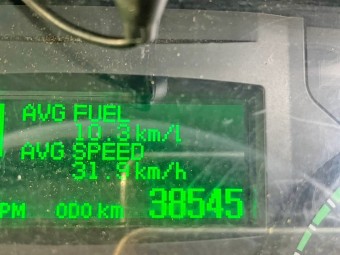 AVG FUEL
10.3 km/l
AVG SPEED
31.9 km/h
PM ODO km 38545